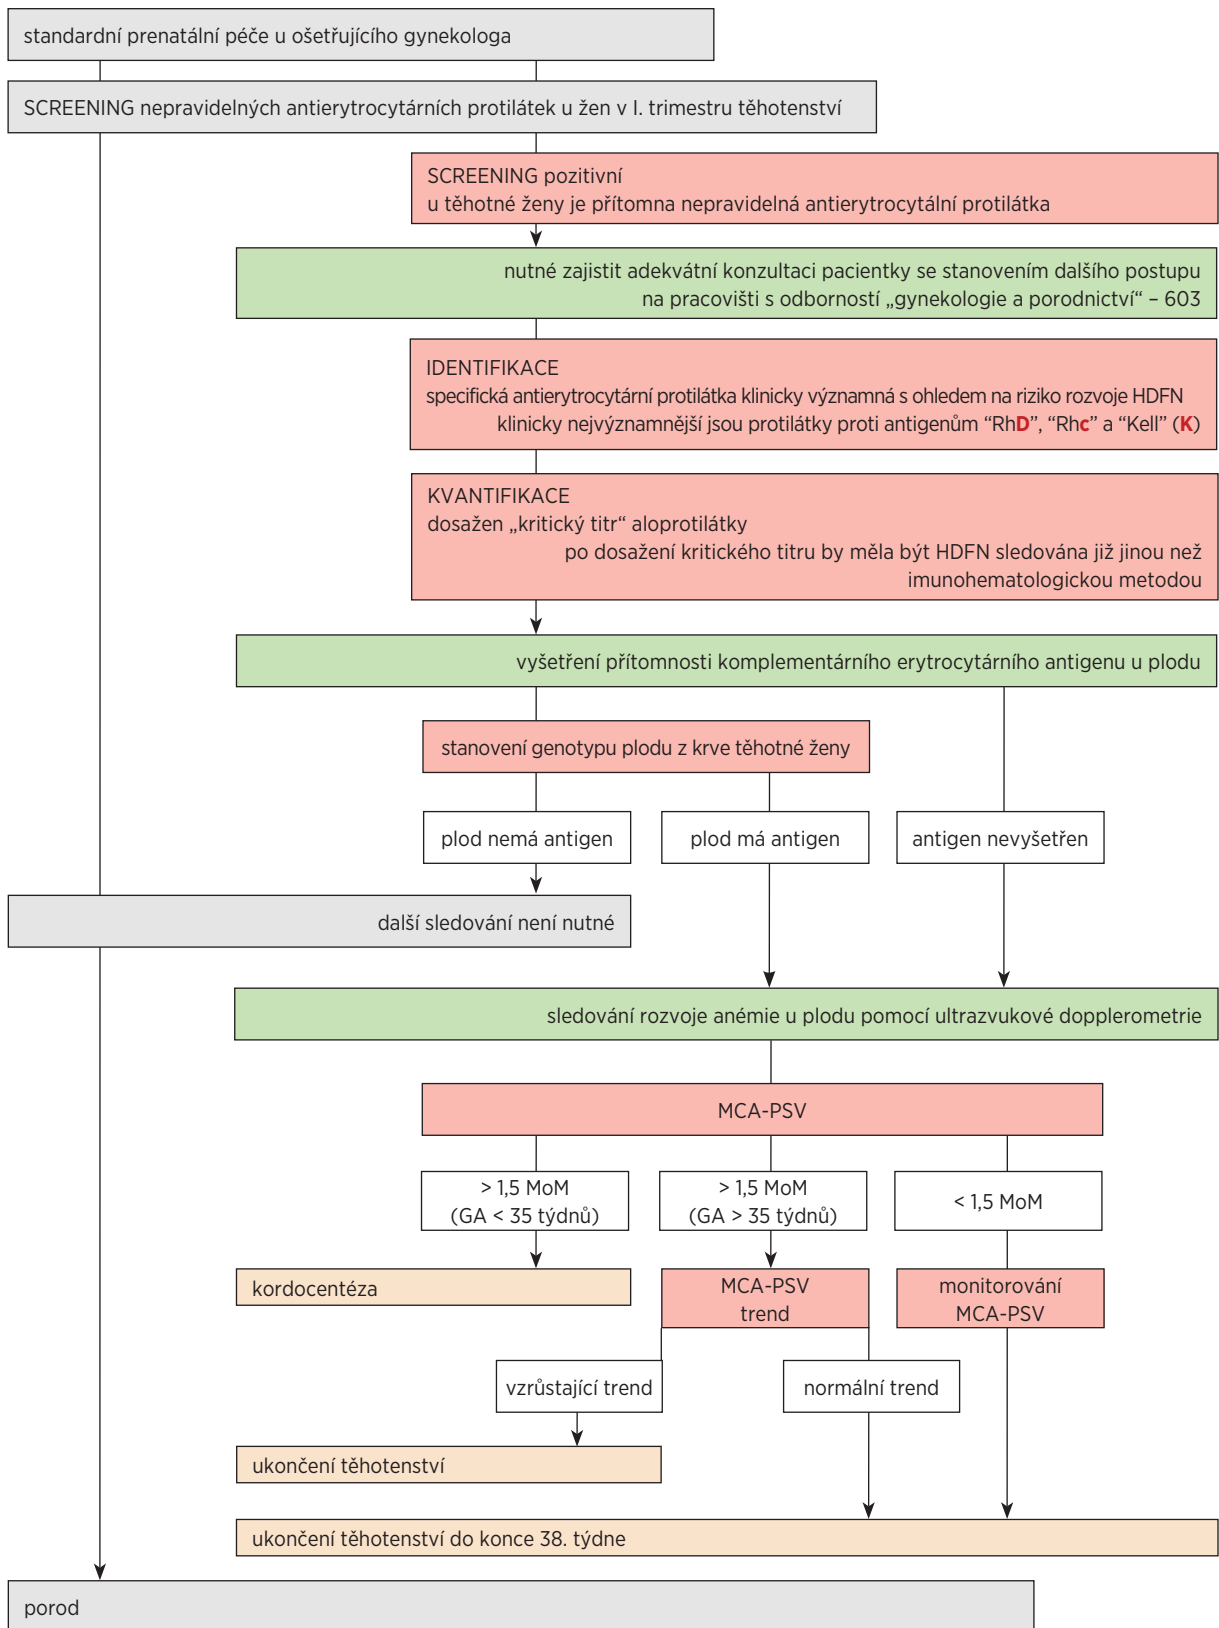 standardní prenatální péče u ošetřujícího gynekologa
SCREENING nepravidelných antierytrocytárních protilátek u žen v I. trimestru těhotenství
SCREENING pozitivní
u těhotné ženy je přítomna nepravidelná antierytrocytální protilátka
nutné zajistit adekvátní konzultaci pacientky se stanovením dalšího postupu
na pracovišti s odborností „gynekologie a porodnictví“ – 603
IDENTIFIKACE
specifická antierytrocytární protilátka klinicky významná s ohledem na riziko rozvoje HDFN
klinicky nejvýznamnější jsou protilátky proti antigenům “RhD”, “Rhc” a “Kell” (K)
KVANTIFIKACE
dosažen „kritický titr“ aloprotilátky
po dosažení kritického titru by měla být HDFN sledována již jinou než
imunohematologickou metodou
vyšetření přítomnosti komplementárního erytrocytárního antigenu u plodu
stanovení genotypu plodu z krve těhotné ženy
plod nemá antigen
plod má antigen
antigen nevyšetřen
další sledování není nutné
sledování rozvoje anémie u plodu pomocí ultrazvukové dopplerometrie
MCA-PSV
> 1,5 MoM
(GA < 35 týdnů)
> 1,5 MoM
(GA > 35 týdnů)
< 1,5 MoM
kordocentéza
MCA-PSV
trend
monitorování
MCA-PSV
vzrůstající trend
normální trend
ukončení těhotenství
ukončení těhotenství do konce 38. týdne
porod